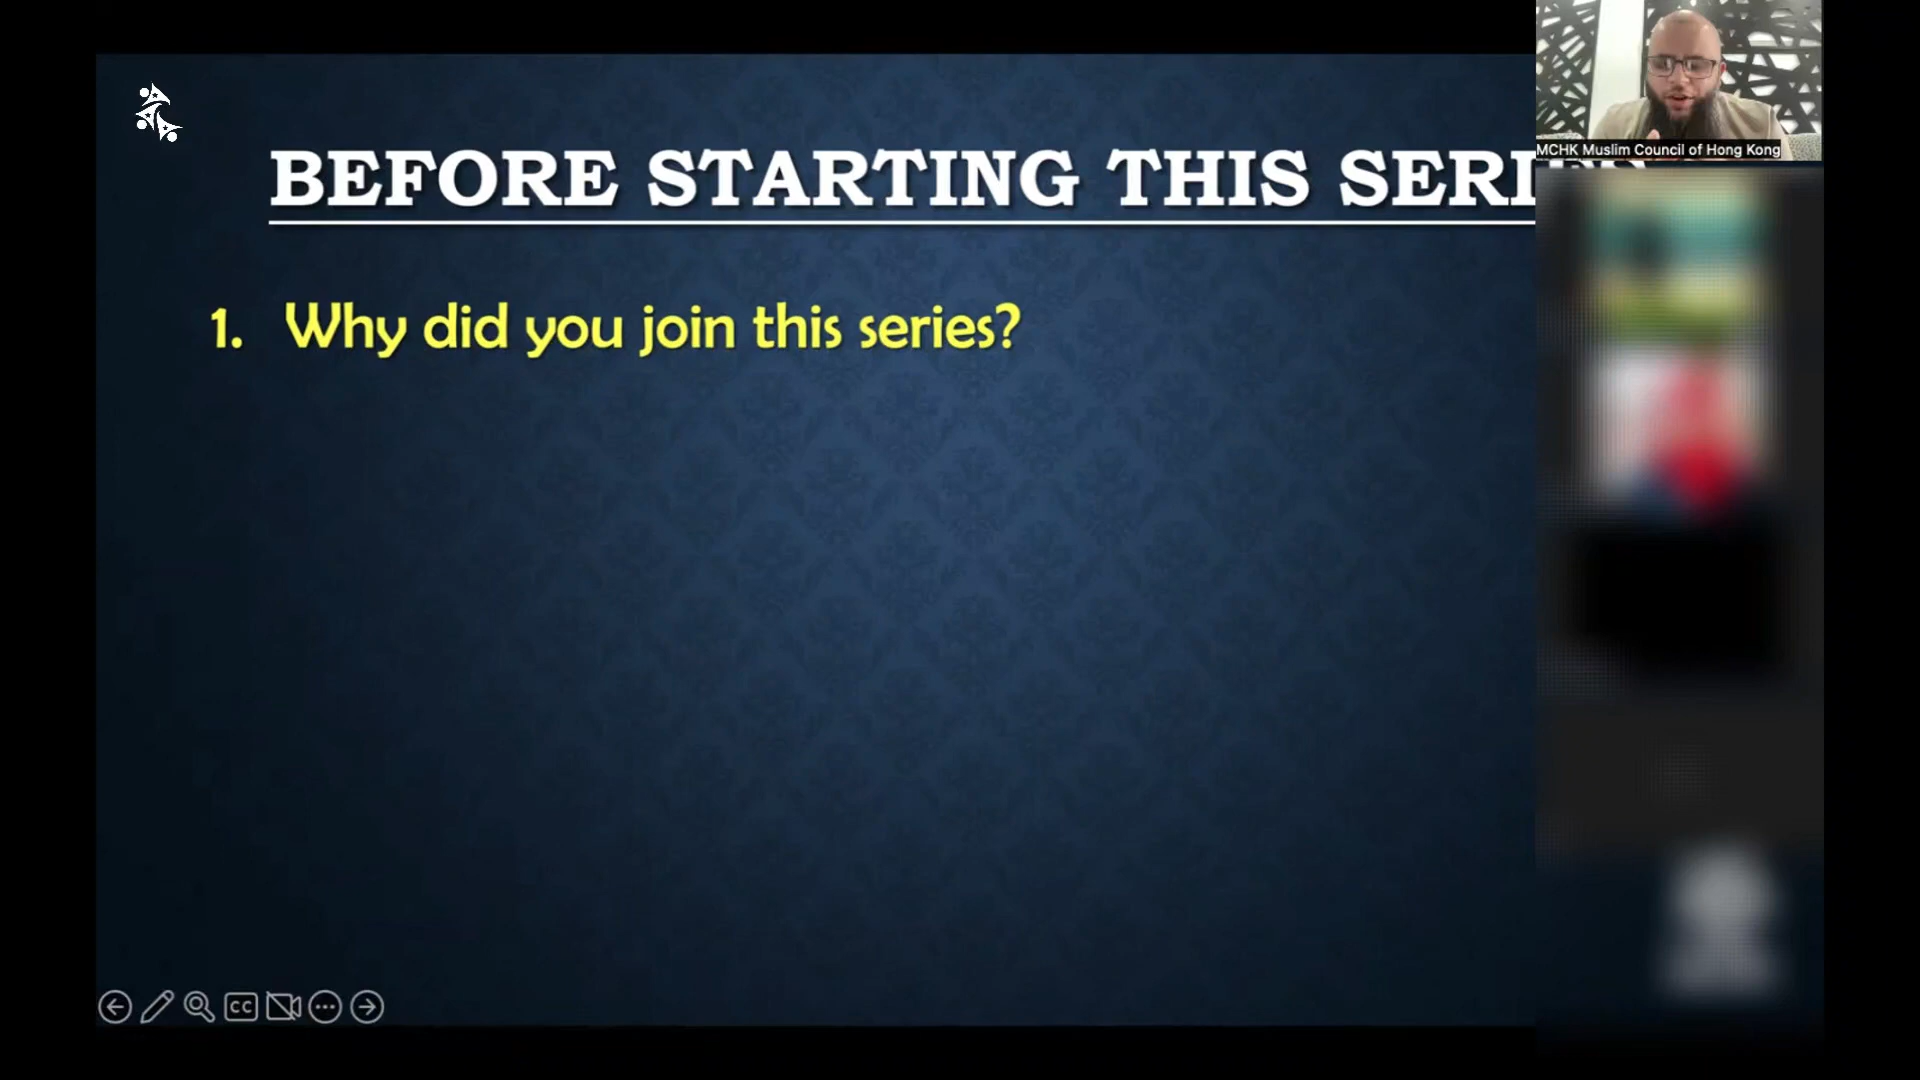 BEFORE STARTING THIS SERI
1. Why did you join this series?
MCHK Muslim Council of Hong Kong
CC